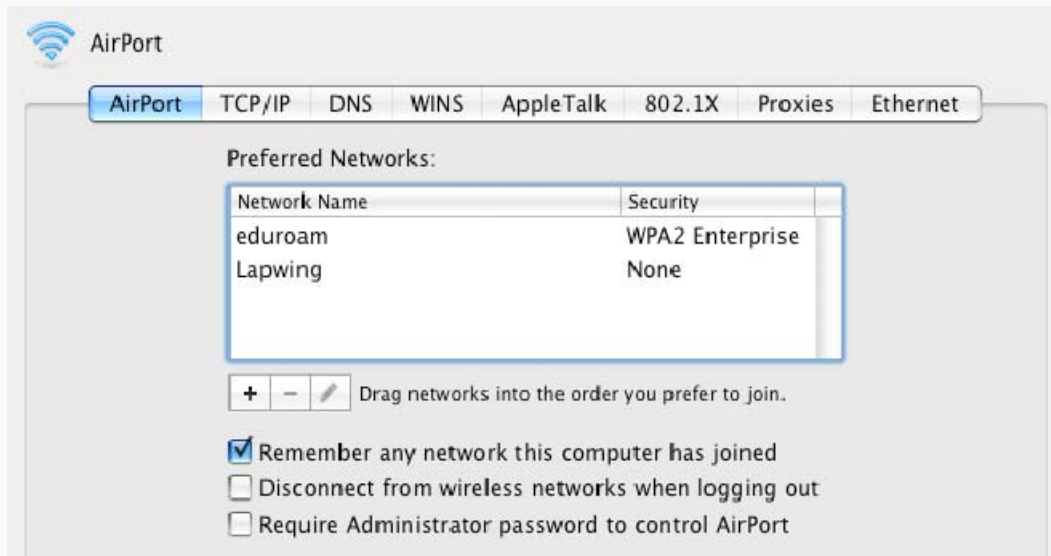 AirPort
AirPort TCP/IP DNS WINS AppleTalk 802.1X Proxies Ethernet
Preferred Networks:
Network Name Security
eduroam WPA2 Enterprise
Lapwing None
+ − Drag networks into the order you prefer to join.
Remember any network this computer has joined
Disconnect from wireless networks when logging out
Require Administrator password to control AirPort